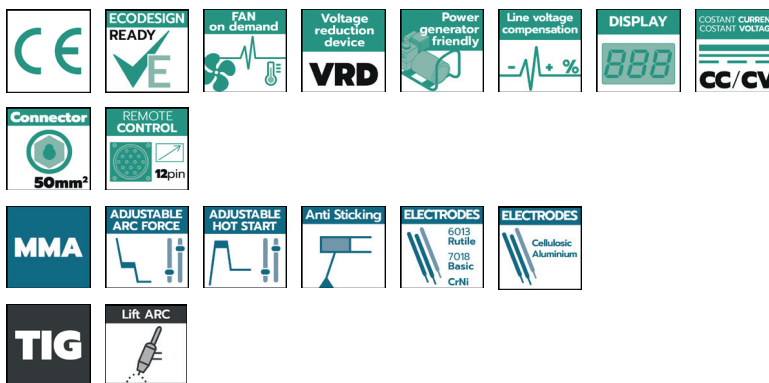 CE
ECODESIGN
READY
E
FAN
on demand
Voltage
reduction
device
VRD
Power
generator
friendly
Line voltage
compensation
- + %
DISPLAY
888
COSTANT CURREN
COSTANT VOLTAG
CC/CV
Connector
50mm²
REMOTE
CONTROL
12pin
MMA
ADJUSTABLE
ARC FORCE
ADJUSTABLE
HOT START
Anti Sticking
ELECTRODES
6013
Rutile
7018
Basic
CrNi
ELECTRODES
Cellulosic
Aluminium
TIG
Lift ARC